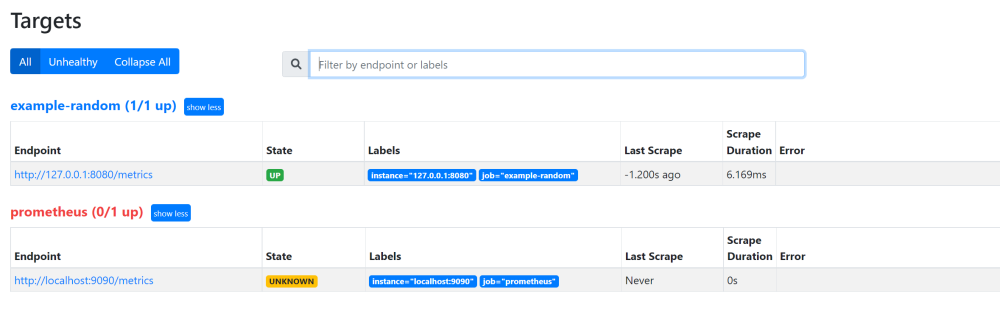 Targets
All Unhealthy Collapse All Filter by endpoint or labels
example-random (1/1 up) show less
Endpoint State Labels Last Scrape Scrape Duration Error
http://127.0.0.1:8080/metrics UP instance="127.0.0.1:8080" job="example-random" -1.200s ago 6.169ms
prometheus (0/1 up) show less
Endpoint State Labels Last Scrape Scrape Duration Error
http://localhost:9090/metrics UNKNOWN instance="localhost:9090" job="prometheus" Never 0s